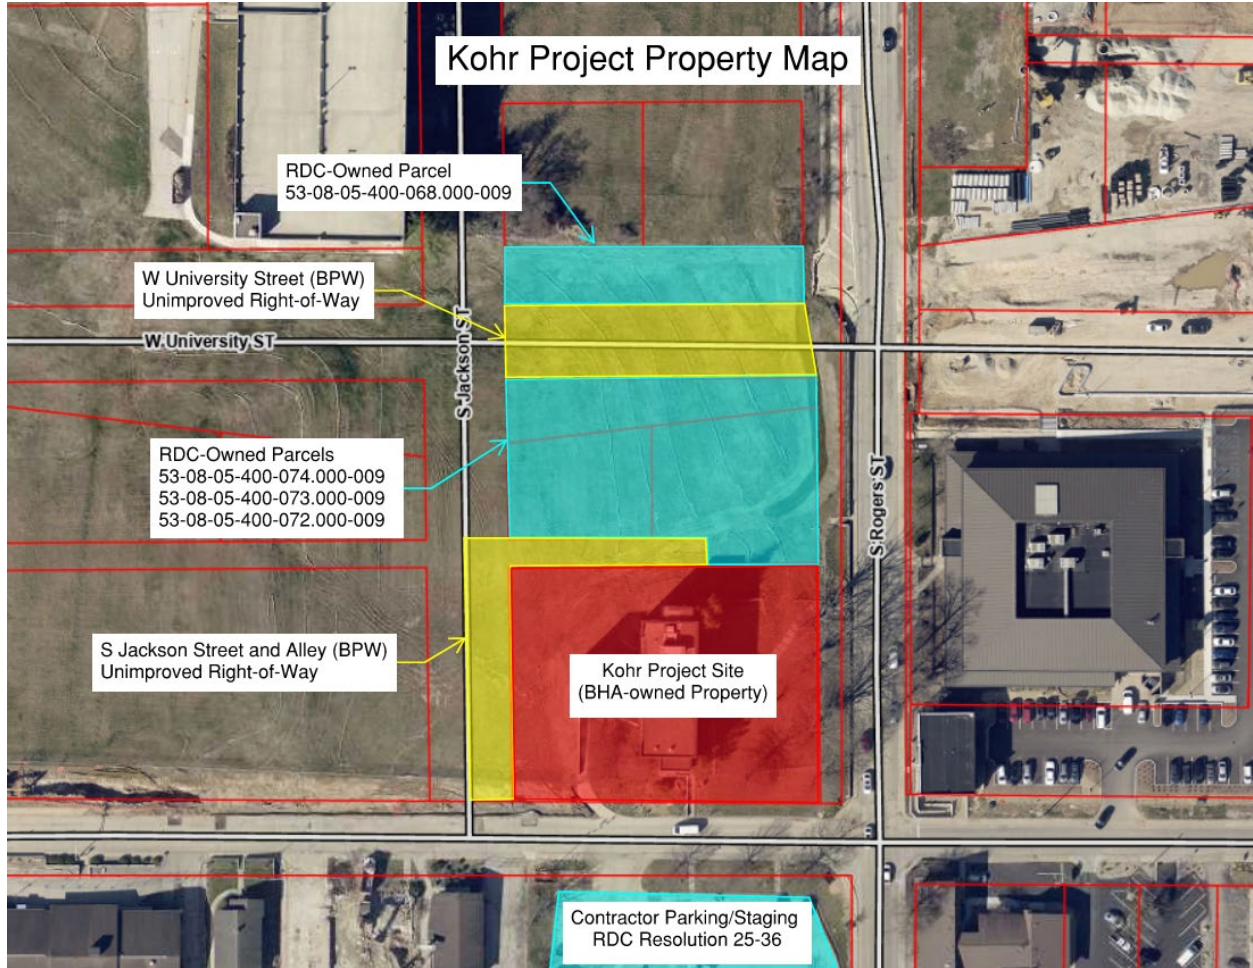 Kohr Project Property Map
RDC-Owned Parcel
53-08-05-400-068.000-009
W University Street (BPW)
Unimproved Right-of-Way
W University ST
S Jackson ST
RDC-Owned Parcels
53-08-05-400-074.000-009
53-08-05-400-073.000-009
53-08-05-400-072.000-009
S Rogers ST
S Jackson Street and Alley (BPW)
Unimproved Right-of-Way
Kohr Project Site
(BHA-owned Property)
Contractor Parking/Staging
RDC Resolution 25-36